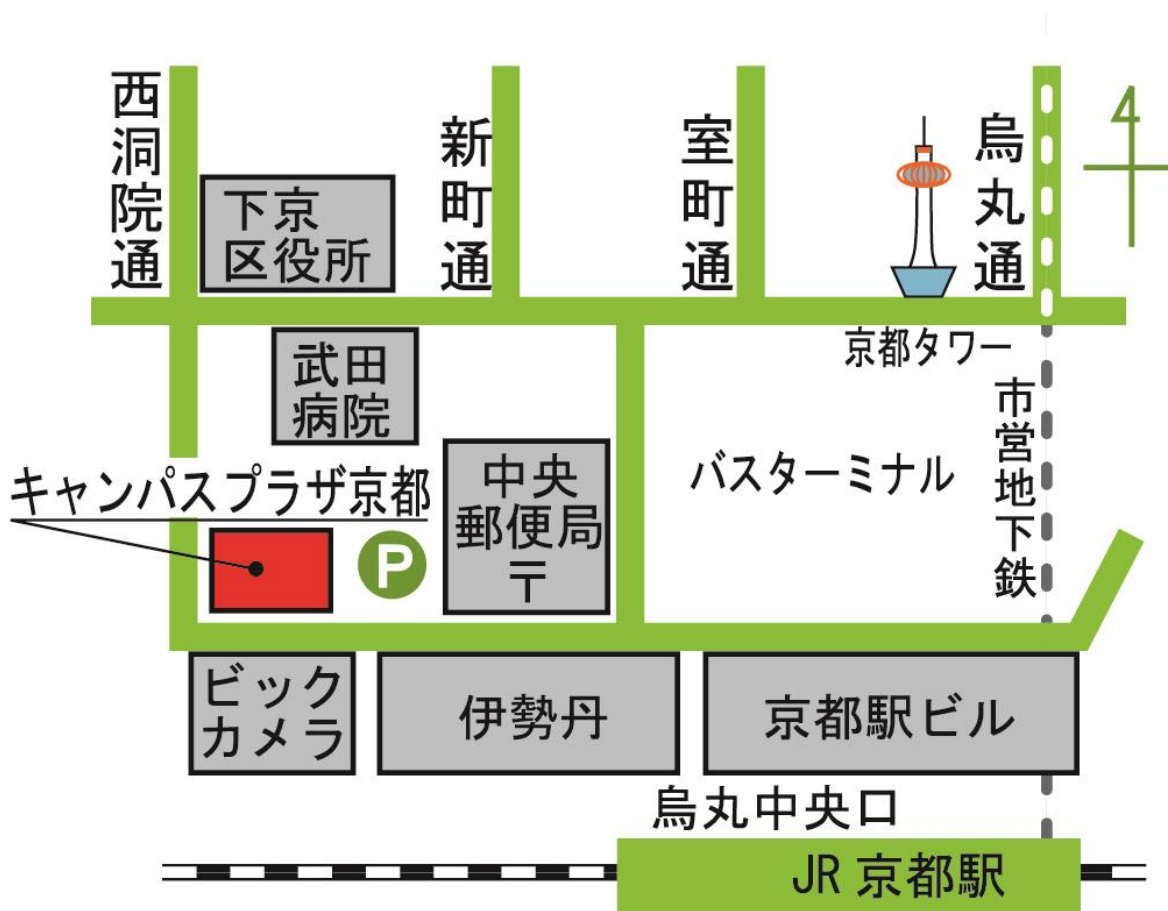 西洞院通
新町通
室町通
烏丸通
下京
区役所
京都タワー
武田
病院
市営地下鉄
中央
郵便局
〒
バスターミナル
キャンパスプラザ京都
P
ビック
カメラ
伊勢丹
京都駅ビル
烏丸中央口
JR 京都駅